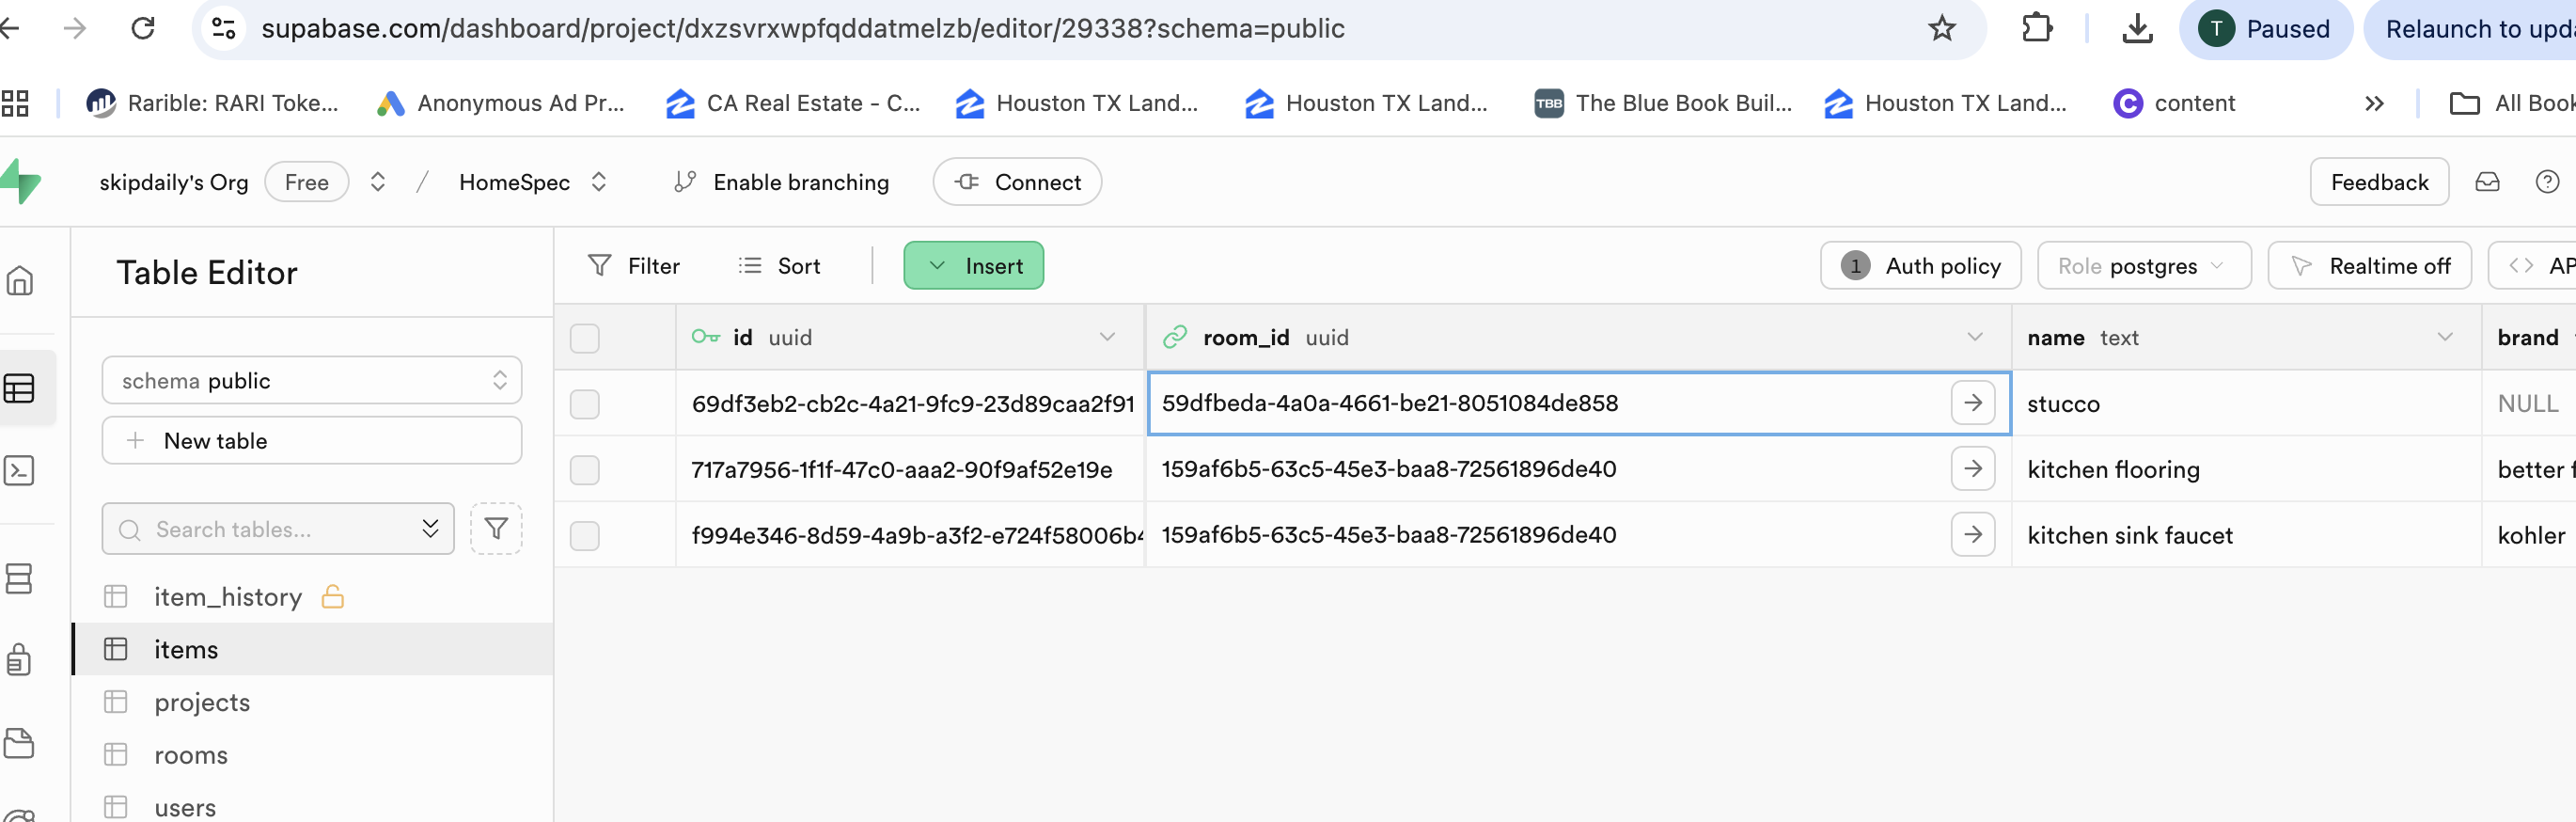 supabase.com/dashboard/project/dxzsvrxwpfqddatmelzb/editor/29338?schema=public
T Paused
Relaunch to upda
Rarible: RARI Toke...
Anonymous Ad Pr...
CA Real Estate - C...
Houston TX Land...
Houston TX Land...
TBB The Blue Book Buil...
Houston TX Land...
C content
All Book
skipdaily's Org Free / HomeSpec Enable branching Connect Feedback
Table Editor
Filter Sort Insert 1 Auth policy Role postgres Realtime off AP
schema public
New table
Search tables...
item_history
items
projects
rooms
users
id uuid room_id uuid name text brand
69df3eb2-cb2c-4a21-9fc9-23d89caa2f91 59dfbeda-4a0a-4661-be21-8051084de858 stucco NULL
717a7956-1f1f-47c0-aaa2-90f9af52e19e 159af6b5-63c5-45e3-baa8-72561896de40 kitchen flooring better f
f994e346-8d59-4a9b-a3f2-e724f58006b4 159af6b5-63c5-45e3-baa8-72561896de40 kitchen sink faucet kohler